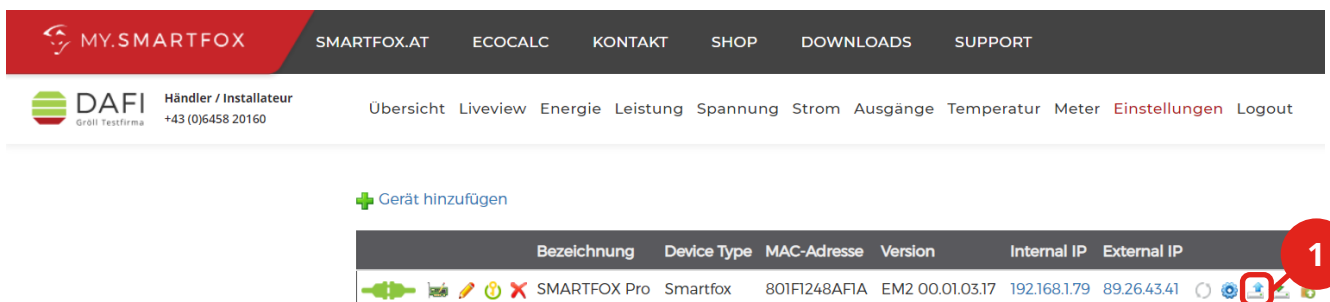 MY.SMARTFOX SMARTFOX.AT ECOCALC KONTAKT SHOP DOWNLOADS SUPPORT
DAFI
Gröll Testfirma
Händler / Installateur
+43 (0)6458 20160
Übersicht Liveview Energie Leistung Spannung Strom Ausgänge Temperatur Meter Einstellungen Logout
Gerät hinzufügen
Bezeichnung Device Type MAC-Adresse Version Internal IP External IP
1
SMARTFOX Pro Smartfox 801F1248AF1A EM2 00.01.03.17 192.168.1.79 89.26.43.41